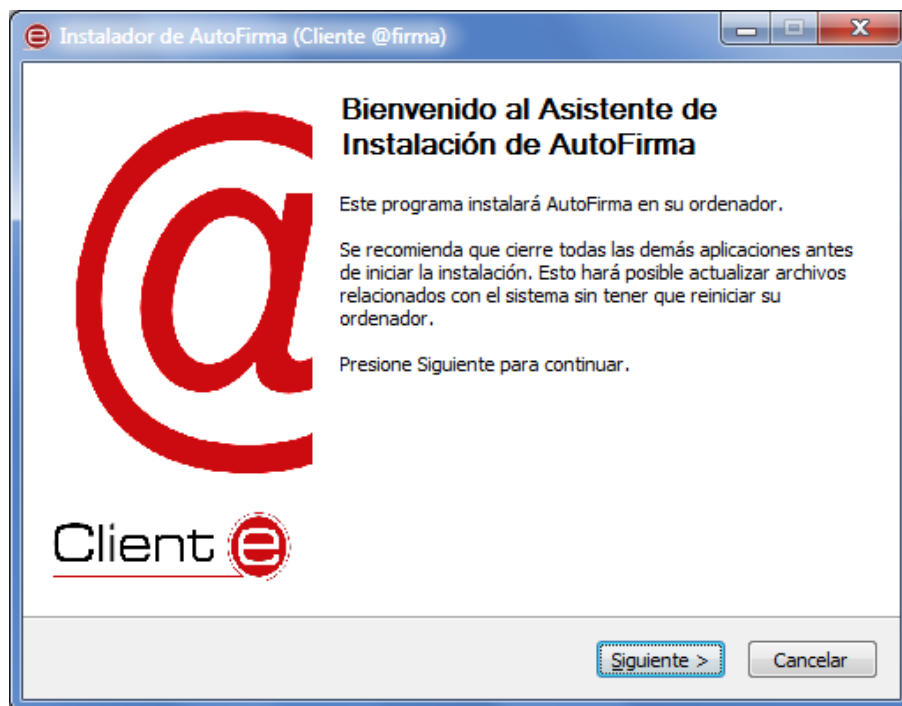 Instalador de AutoFirma (Cliente @firma)
Bienvenido al Asistente de
Instalación de AutoFirma
Este programa instalará AutoFirma en su ordenador.
Se recomienda que cierre todas las demás aplicaciones antes
de iniciar la instalación. Esto hará posible actualizar archivos
relacionados con el sistema sin tener que reiniciar su
ordenador.
Presione Siguiente para continuar.
@
Client e
Siguiente >
Cancelar